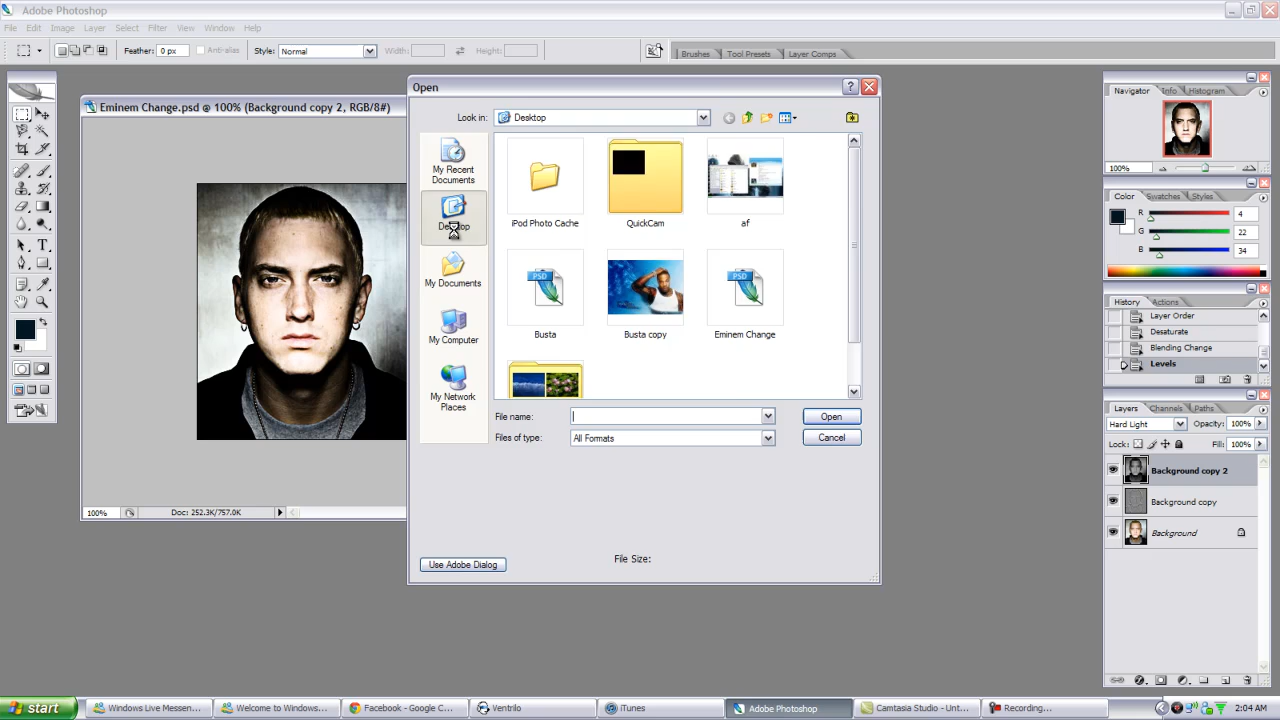 Adobe Photoshop
File Edit Image Layer Select Filter View Window Help
Feather: 0 px Anti-alias Style: Normal Width: Height: Brushes Tool Presets Layer Comps
Eminem Change.psd @ 100% (Background copy 2, RGB/8#)
100% Doc: 252.3K/757.0K
Open
Look in: Desktop
My Recent
Documents
Desktop
My Documents
My Computer
My Network
Places
iPod Photo Cache QuickCam af
PSD PSD
Busta Busta copy Eminem Change
File name: Open
Files of type: All Formats Cancel
Use Adobe Dialog File Size:
Navigator Info Histogram
100%
Color Swatches Styles
R 4
G 22
B 34
History Actions
Layer Order
Desaturate
Blending Change
Levels
Layers Channels Paths
Hard Light Opacity: 100%
Lock: Fill: 100%
Background copy 2
Background copy
Background
start Windows Live Messen... Welcome to Windows... Facebook - Google C... Ventrilo iTunes Adobe Photoshop Camtasia Studio - Unt... Recording... 2:04 AM